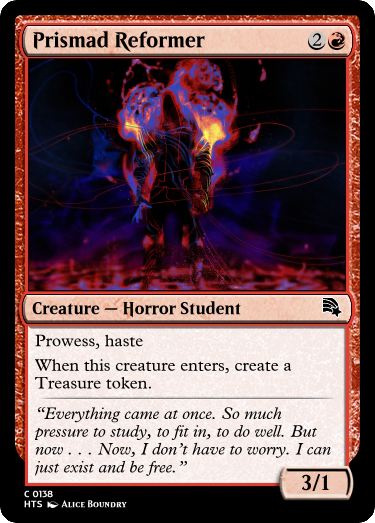 Prismad Reformer 2
Creature — Horror Student
Prowess, haste
When this creature enters, create a
Treasure token.
“Everything came at once. So much
pressure to study, to fit in, to do well. But
now . . . Now, I don’t have to worry. I can
just exist and be free.”
3/1
C 0138
HTS Alice Boundry